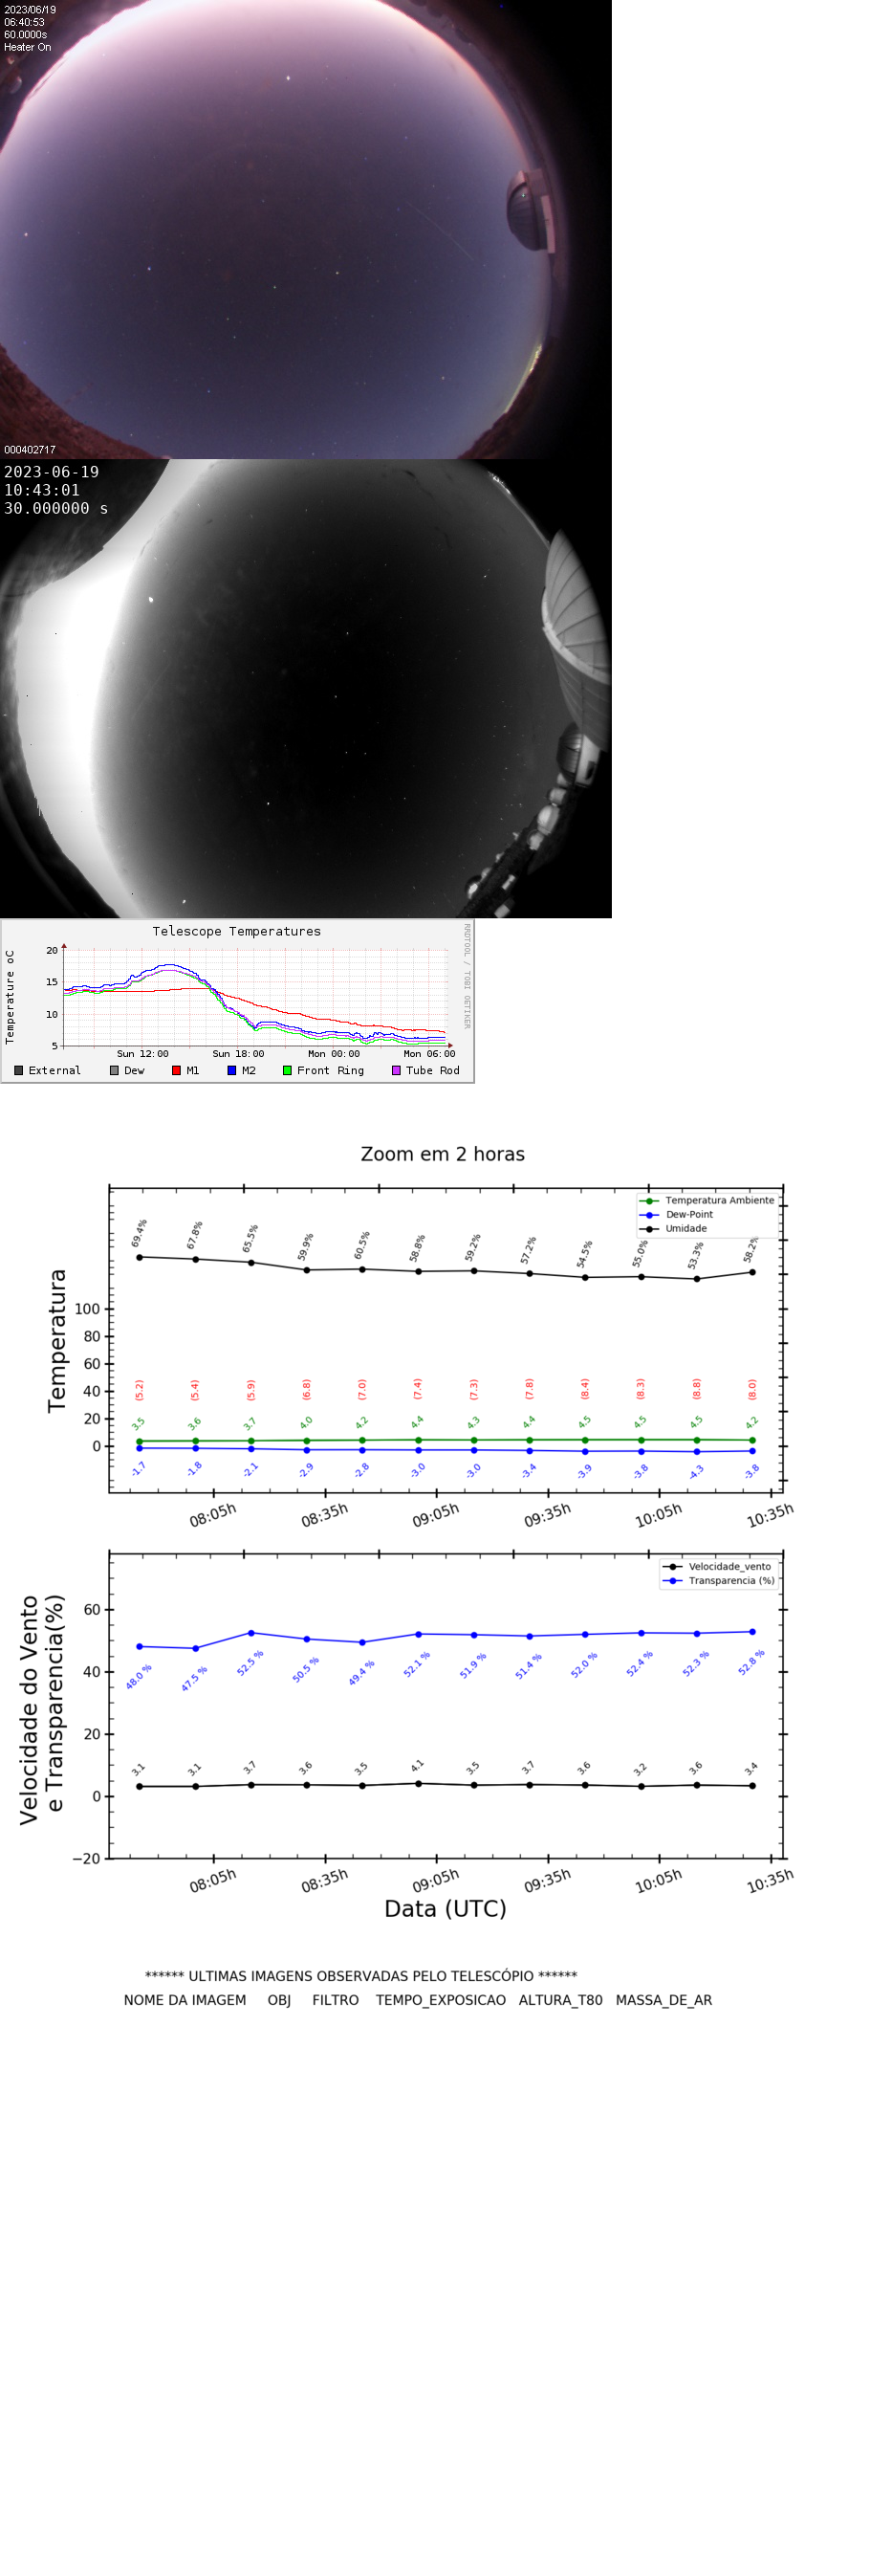 2023/06/19
06:40:53
60.0000s
Heater On
000402717
2023-06-19
10:43:01
30.000000 s
Telescope Temperatures
RRDTOOL / TOBI OETIKER
Temperature oC
20
15
10
5
Sun 12:00 Sun 18:00 Mon 00:00 Mon 06:00
External Dew M1 M2 Front Ring Tube Rod
Zoom em 2 horas
Temperatura Ambiente
Dew-Point
Umidade
69.4% 67.8% 65.5% 59.9% 60.5% 58.8% 59.2% 57.2% 54.5% 55.0% 53.3% 58.2%
Temperatura
100
80
60
40
20
0
(5.2) (5.4) (5.9) (6.8) (7.0) (7.4) (7.3) (7.8) (8.4) (8.3) (8.8) (8.0)
3.5 3.6 3.7 4.0 4.2 4.4 4.3 4.4 4.5 4.5 4.5 4.2
-1.7 -1.8 -2.1 -2.9 -2.8 -3.0 -3.0 -3.4 -3.9 -3.8 -4.3 -3.8
08:05h 08:35h 09:05h 09:35h 10:05h 10:35h
Velocidade_vento
Transparencia (%)
Velocidade do Vento
e Transparencia(%)
60
40
20
0
−20
48.0 % 47.5 % 52.5 % 50.5 % 49.4 % 52.1 % 51.9 % 51.4 % 52.0 % 52.4 % 52.3 % 52.8 %
3.1 3.1 3.7 3.6 3.5 4.1 3.5 3.7 3.6 3.2 3.6 3.4
08:05h 08:35h 09:05h 09:35h 10:05h 10:35h
Data (UTC)
****** ULTIMAS IMAGENS OBSERVADAS PELO TELESCÓPIO ******
NOME DA IMAGEM OBJ FILTRO TEMPO_EXPOSICAO ALTURA_T80 MASSA_DE_AR